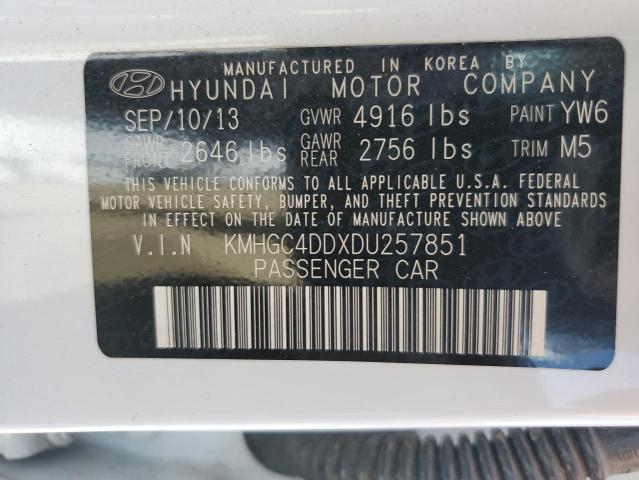 MANUFACTURED IN KOREA BY
HYUNDAI MOTOR COMPANY
SEP/10/13 GVWR 4916 lbs PAINT YW6
GAWR FRONT 2646 lbs GAWR REAR 2756 lbs TRIM M5
THIS VEHICLE CONFORMS TO ALL APPLICABLE U.S.A. FEDERAL
MOTOR VEHICLE SAFETY, BUMPER, AND THEFT PREVENTION STANDARDS
IN EFFECT ON THE DATE OF MANUFACTURE SHOWN ABOVE.
V.I.N KMHGC4DDXDU257851
PASSENGER CAR